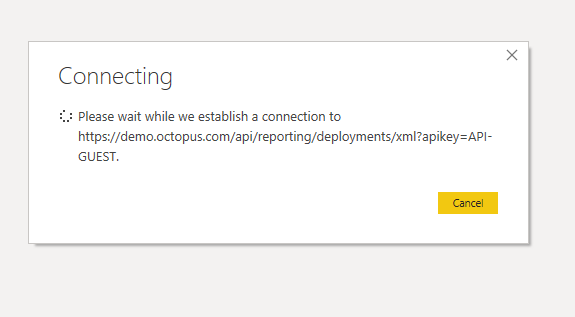 Connecting
Please wait while we establish a connection to
https://demo.octopus.com/api/reporting/deployments/xml?apikey=API-
GUEST.
Cancel